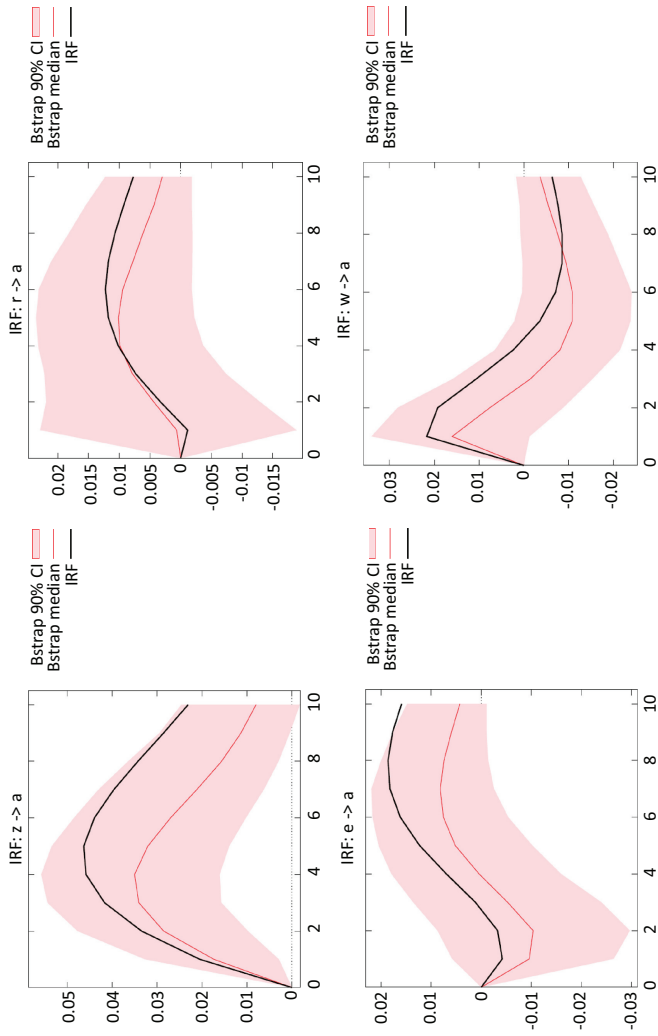 Bstrap 90% CI
Bstrap median
IRF
IRF: z -> a
0.05
0.04
0.03
0.02
0.01
0
0 2 4 6 8 10
Bstrap 90% CI
Bstrap median
IRF
IRF: r -> a
0.02
0.015
0.01
0.005
0
-0.005
-0.01
-0.015
0 2 4 6 8 10
Bstrap 90% CI
Bstrap median
IRF
IRF: e -> a
0.02
0.01
0
-0.01
-0.02
-0.03
0 2 4 6 8 10
Bstrap 90% CI
Bstrap median
IRF
IRF: w -> a
0.03
0.02
0.01
0
-0.01
-0.02
0 2 4 6 8 10